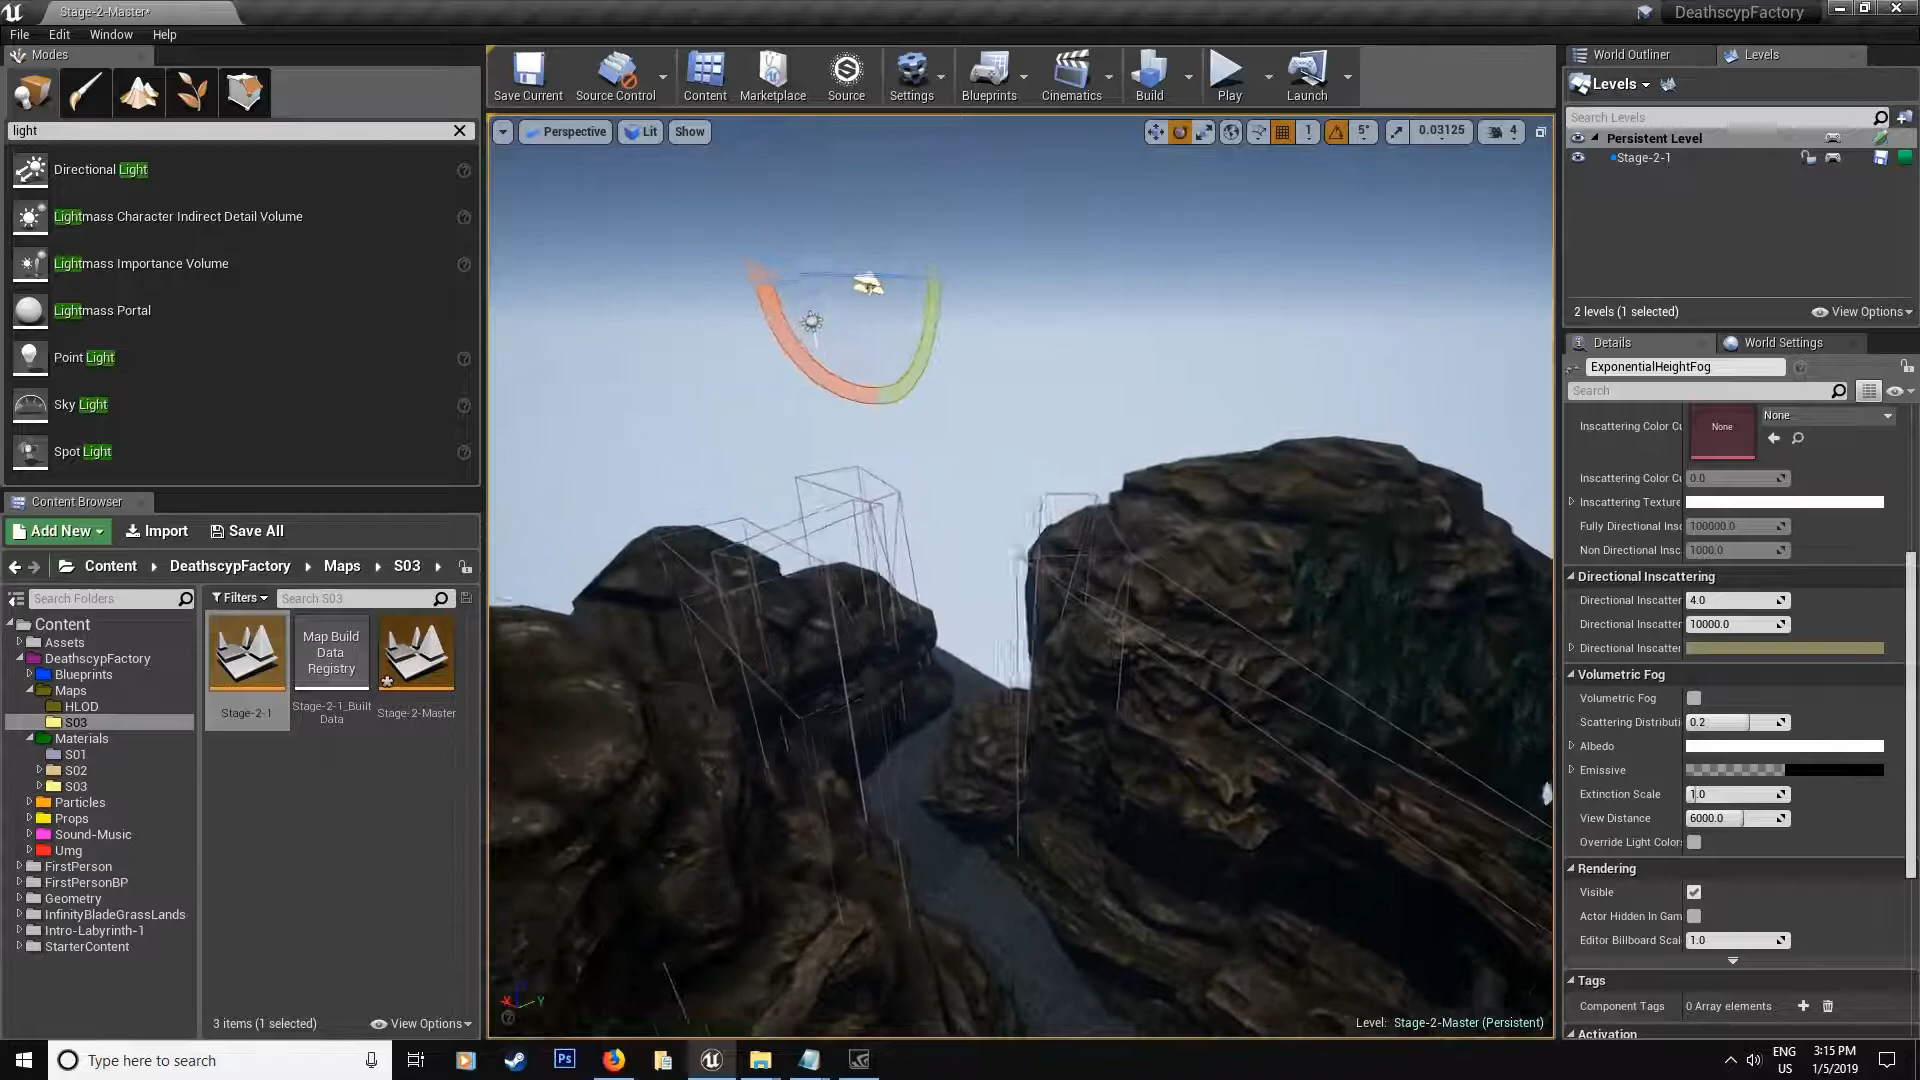 Stage-2-Master*
DeathscypFactory
File
Edit
Window
Help
Modes
light
Directional Light
Lightmass Character Indirect Detail Volume
Lightmass Importance Volume
Lightmass Portal
Point Light
Sky Light
Spot Light
Content Browser
Add New
Import
Save All
Content
DeathscypFactory
Maps
S03
Search Folders
Filters
Search S03
Content
Assets
DeathscypFactory
Blueprints
Maps
HLOD
S03
Materials
S01
S02
S03
Particles
Props
Sound-Music
Umg
FirstPerson
FirstPersonBP
Geometry
InfinityBladeGrassLands
Intro-Labyrinth-1
StarterContent
Stage-2-1
Map Build
Data
Registry
Stage-2-1_Built
Data
Stage-2-Master
3 items (1 selected)
View Options
Save Current
Source Control
Content
Marketplace
Source
Settings
Blueprints
Cinematics
Build
Play
Launch
Perspective
Lit
Show
1
5°
0.03125
4
X
Y
Level: Stage-2-Master (Persistent)
World Outliner
Levels
Levels
Search Levels
Persistent Level
Stage-2-1
2 levels (1 selected)
View Options
Details
World Settings
ExponentialHeightFog
Search
Inscattering Color Cu
None
None
Inscattering Color Cu
0.0
Inscattering Texture
Fully Directional Insc
100000.0
Non Directional Insc
1000.0
Directional Inscattering
Directional Inscatter
4.0
Directional Inscatter
10000.0
Directional Inscatter
Volumetric Fog
Volumetric Fog
Scattering Distributi
0.2
Albedo
Emissive
Extinction Scale
1.0
View Distance
6000.0
Override Light Colors
Rendering
Visible
Actor Hidden In Gam
Editor Billboard Scal
1.0
Tags
Component Tags
0 Array elements
Activation
Type here to search
Ps
ENG
US
3:15 PM
1/5/2019